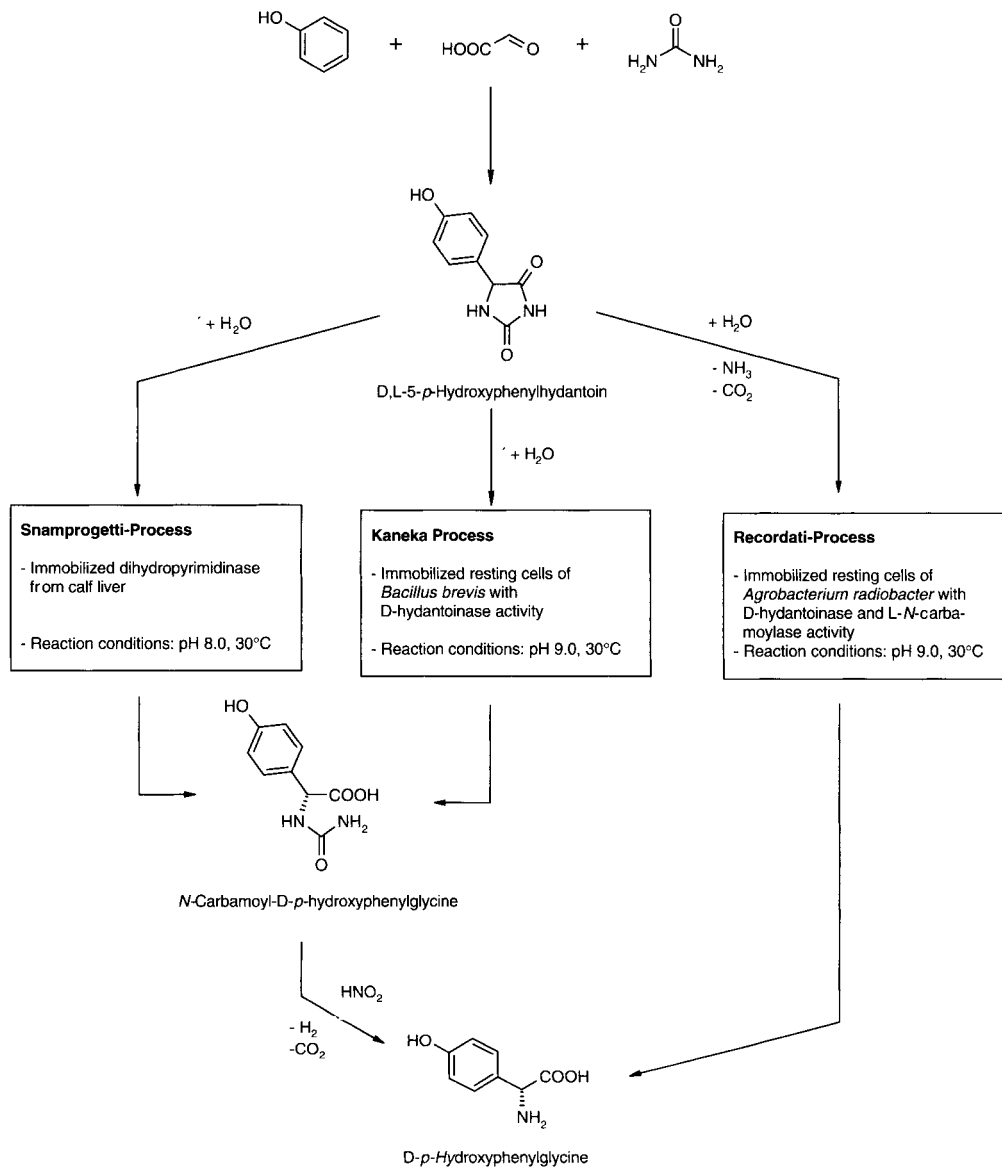 HO
+
HOOC
O
+
O
H₂N
NH₂
HO
O
HN
NH
O
D,L-5-p-Hydroxyphenylhydantoin
´ + H₂O
´ + H₂O
+ H₂O
- NH₃
- CO₂
Snamprogetti-Process
- Immobilized dihydropyrimidinase
from calf liver
- Reaction conditions: pH 8.0, 30°C
Kaneka Process
- Immobilized resting cells of
Bacillus brevis with
D-hydantoinase activity
- Reaction conditions: pH 9.0, 30°C
Recordati-Process
- Immobilized resting cells of
Agrobacterium radiobacter with
D-hydantoinase and L-N-carba-
moylase activity
- Reaction conditions: pH 9.0, 30°C
HO
COOH
HN
NH₂
O
N-Carbamoyl-D-p-hydroxyphenylglycine
HNO₂
- H₂
-CO₂
HO
COOH
NH₂
D-p-Hydroxyphenylglycine